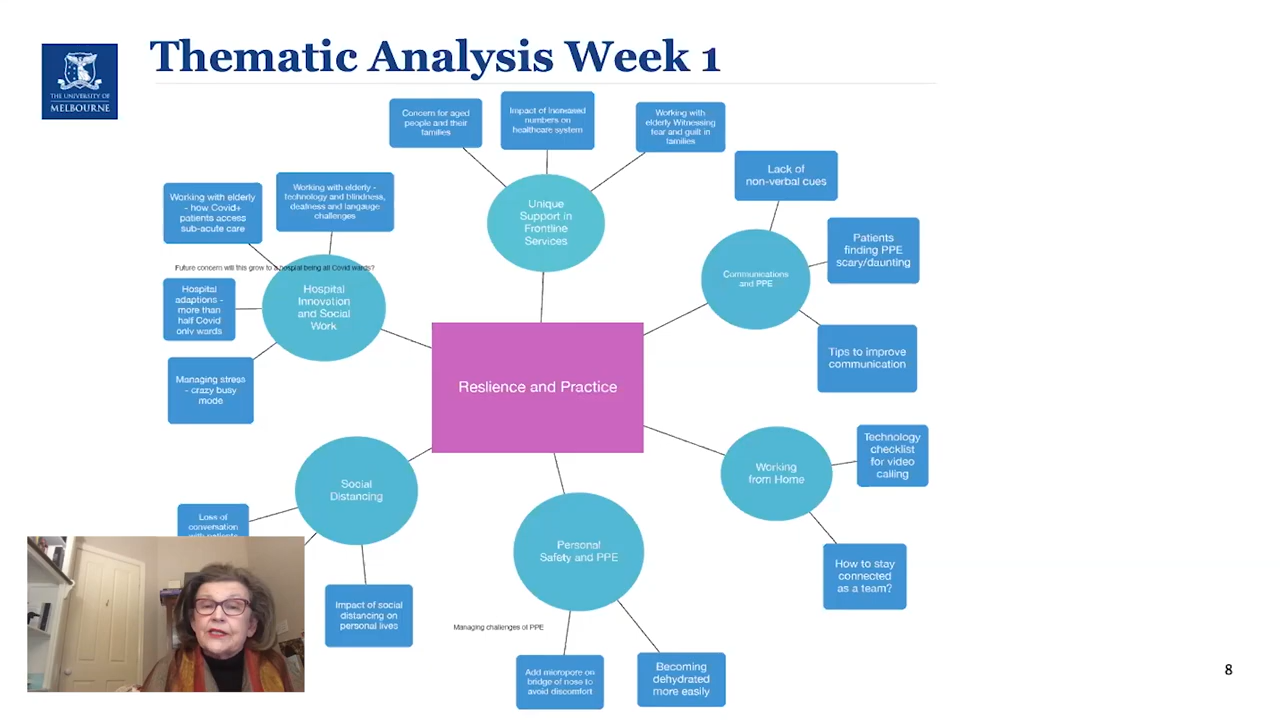 Thematic Analysis Week 1
THE UNIVERSITY OF
MELBOURNE
Concern for aged
people and their
families
Impact of increased
numbers on
healthcare system
Working with
elderly Witnessing
fear and guilt in
families
Unique
Support in
Frontline
Services
Lack of
non-verbal cues
Patients
finding PPE
scary/daunting
Communications
and PPE
Tips to improve
communication
Working with elderly
- how Covid+
patients access
sub-acute care
Working with elderly -
technology and blindness,
deafness and langauge
challenges
Future concern will this grow to a hospial being all Covid wards?
Hospital
adaptions -
more than
half Covid
only wards
Hospital
Innovation
and Social
Work
Managing stress
- crazy busy
mode
Reslience and Practice
Technology
checklist
for video
calling
Working
from Home
How to stay
connected
as a team?
Social
Distancing
Loss of
conversation
with patients
Impact of social
distancing on
personal lives
Personal
Safety and PPE
Managing challenges of PPE
Add micropore on
bridge of nose to
avoid discomfort
Becoming
dehydrated
more easily
8